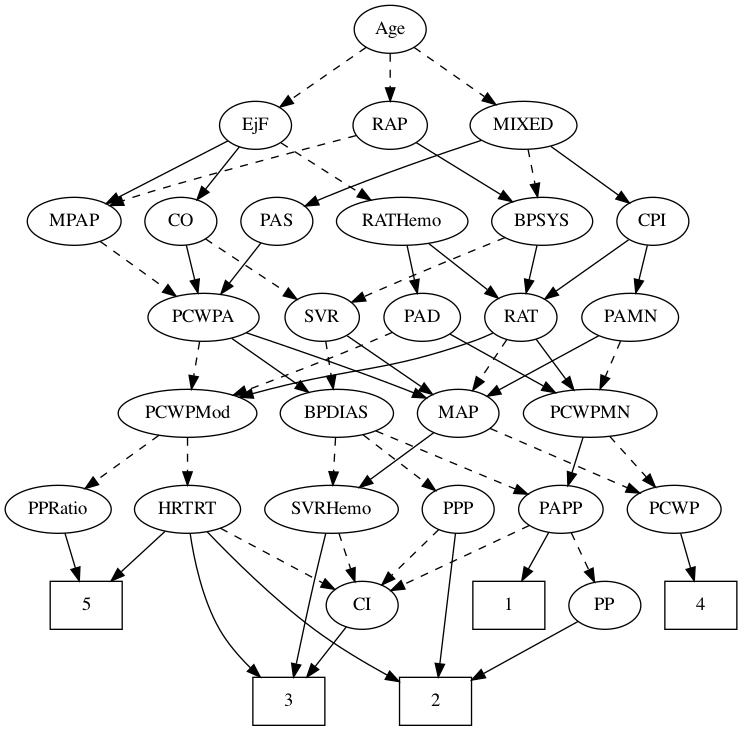 Age
EjF RAP MIXED
MPAP CO PAS RATHemo BPSYS CPI
PCWPA SVR PAD RAT PAMN
PCWPMod BPDIAS MAP PCWPMN
PPRatio HRTRT SVRHemo PPP PAPP PCWP
5 CI 1 PP 4
3 2